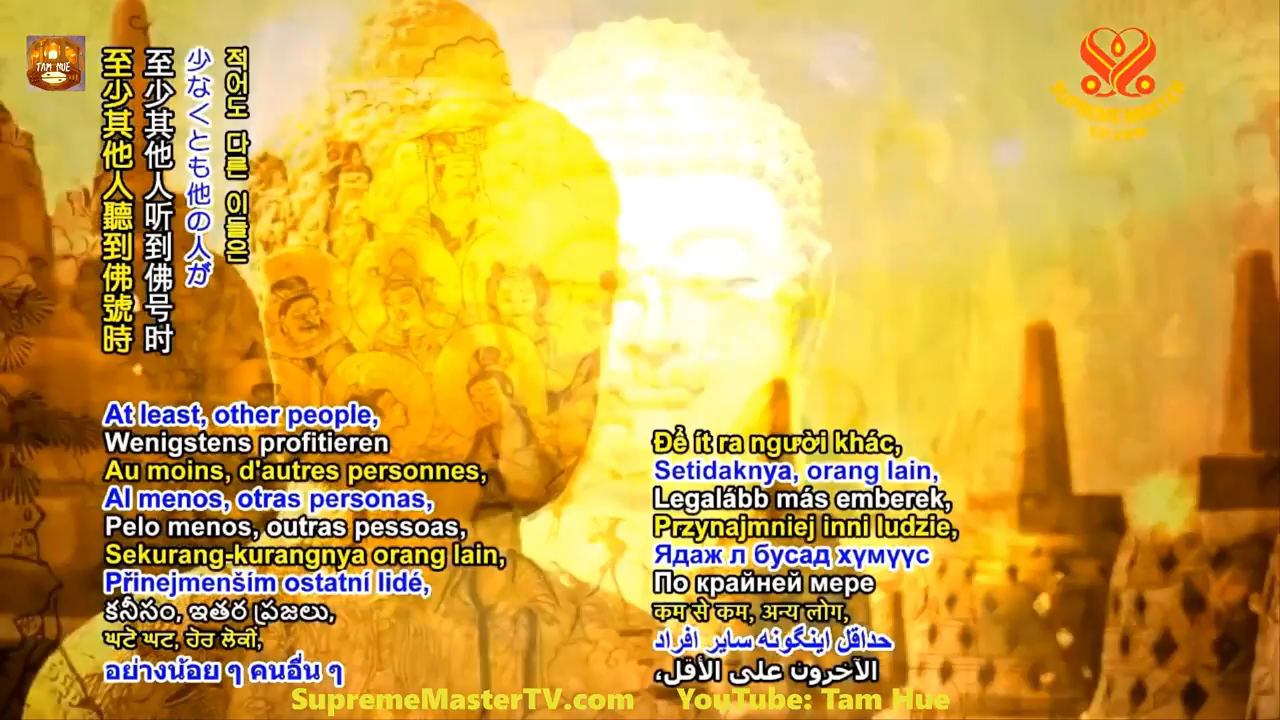 TAM HUE
至少其他人聽到佛號時
至少其他人听到佛号时
少なくとも他の人が
적어도 다른 이들은
SUPREME MASTER
At least, other people,
Wenigstens profitieren
Au moins, d'autres personnes,
Al menos, otras personas,
Pelo menos, outras pessoas,
Sekurang-kurangnya orang lain,
Přinejmenším ostatní lidé,
కనీసం, ఇతర ప్రజలు,
ਘਟੋ ਘਟ, ਹੋਰ ਲੋਕੀ,
อย่างน้อย ๆ คนอื่น ๆ
Để ít ra người khác,
Setidaknya, orang lain,
Legalább más emberek,
Przynajmniej inni ludzie,
Ядаж л бусад хүмүүс
По крайней мере
कम से कम, अन्य लोग,
حداقل اینگونه سایر افراد
الآخرون على الأقل،
SupremeMasterTV.com YouTube: Tam Hue